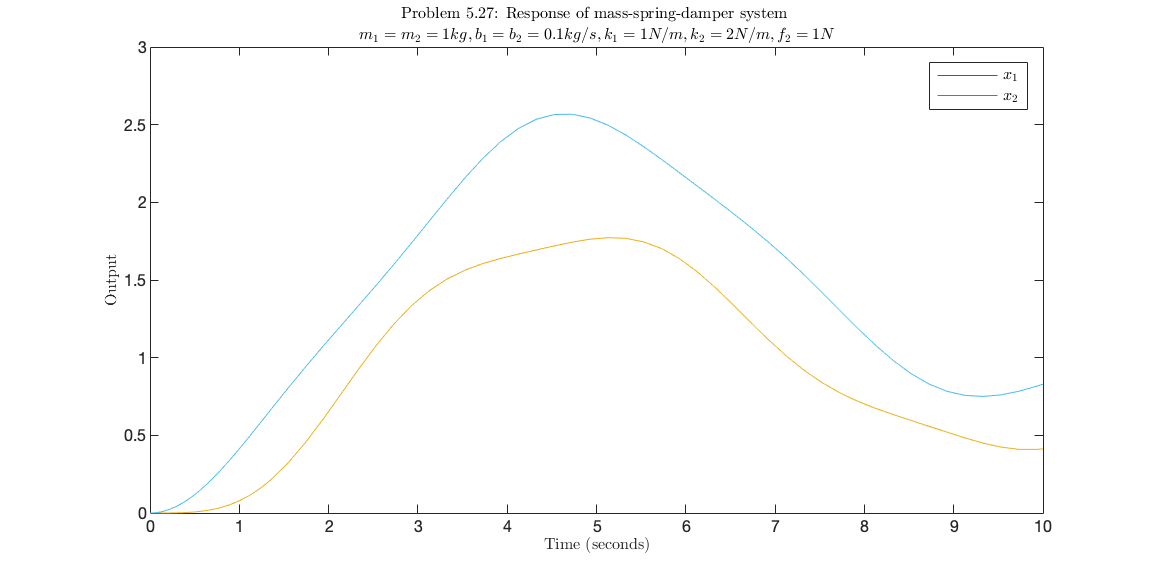 Problem 5.27: Response of mass-spring-damper system
m₁ = m₂ = 1kg, b₁ = b₂ = 0.1kg/s, k₁ = 1N/m, k₂ = 2N/m, f₂ = 1N
x₁
x₂
3
2.5
2
1.5
1
0.5
0
Output
0 1 2 3 4 5 6 7 8 9 10
Time (seconds)